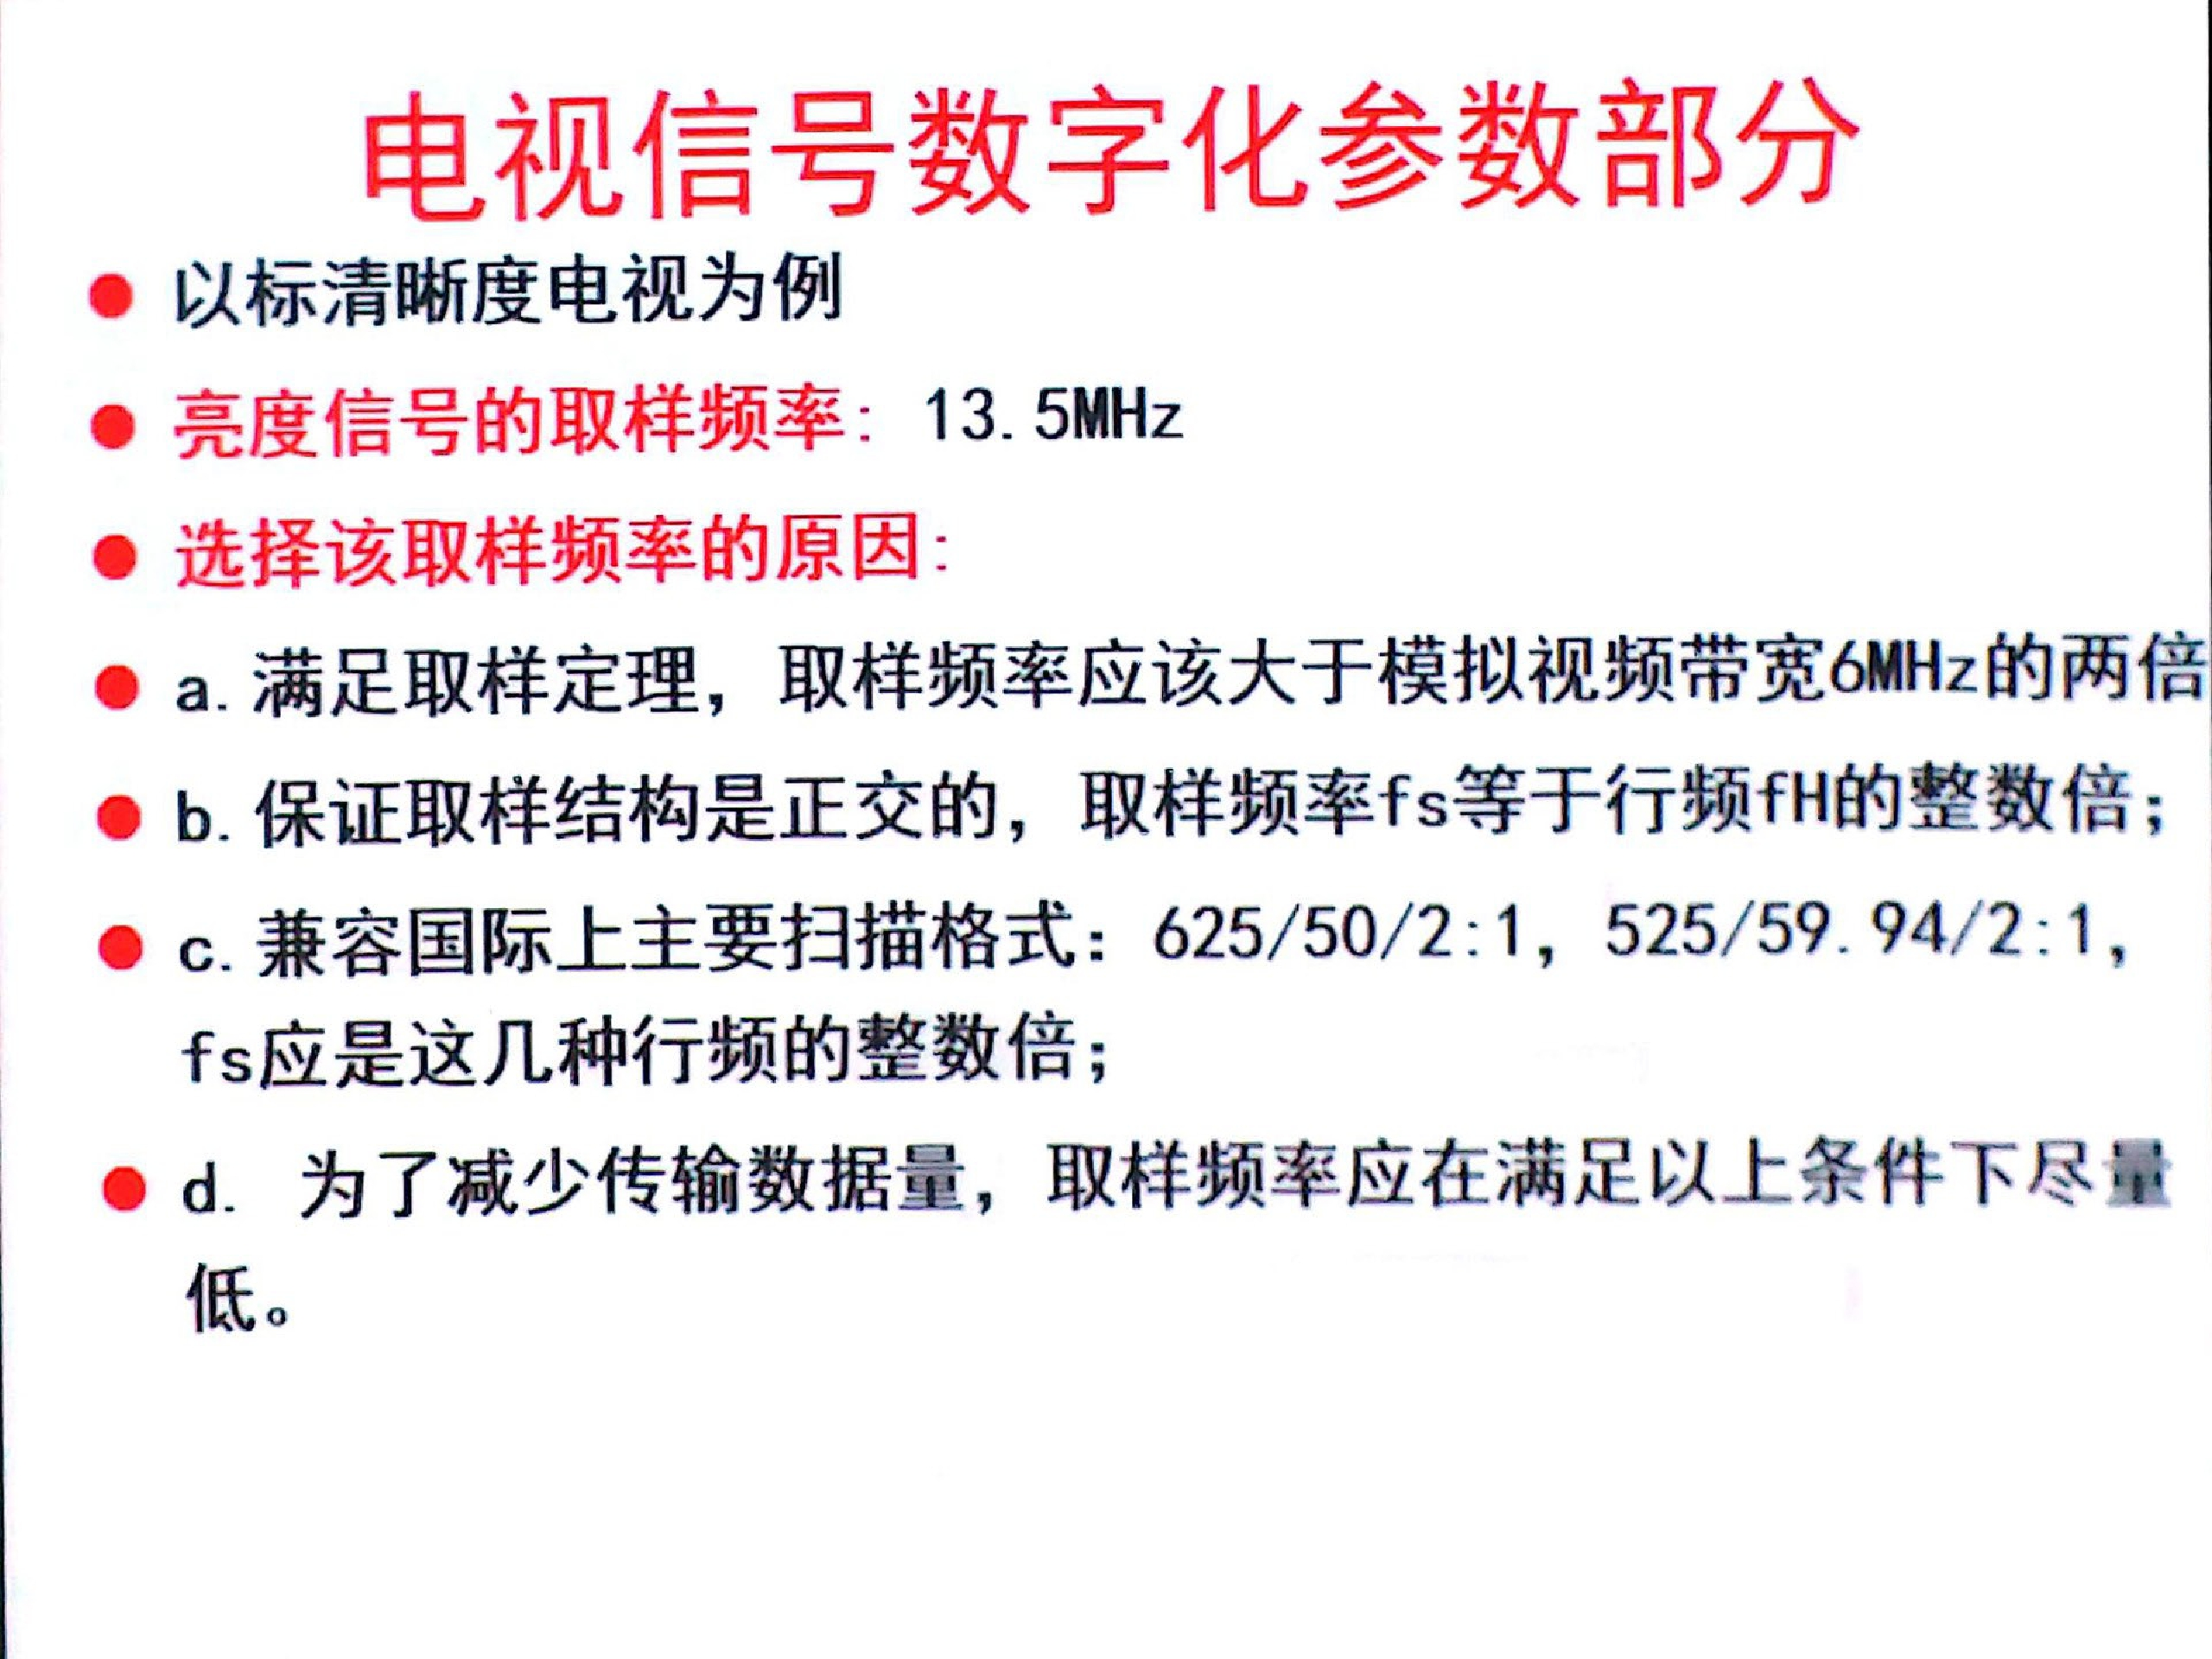 电视信号数字化参数部分
以标清晰度电视为例
亮度信号的取样频率: 13.5MHz
选择该取样频率的原因:
a.满足取样定理，取样频率应该大于模拟视频带宽6MHz的两倍
b.保证取样结构是正交的，取样频率fs等于行频fH的整数倍；
c.兼容国际上主要扫描格式：625/50/2:1，525/59.94/2:1，
fs应是这几种行频的整数倍；
d. 为了减少传输数据量，取样频率应在满足以上条件下尽量
低。